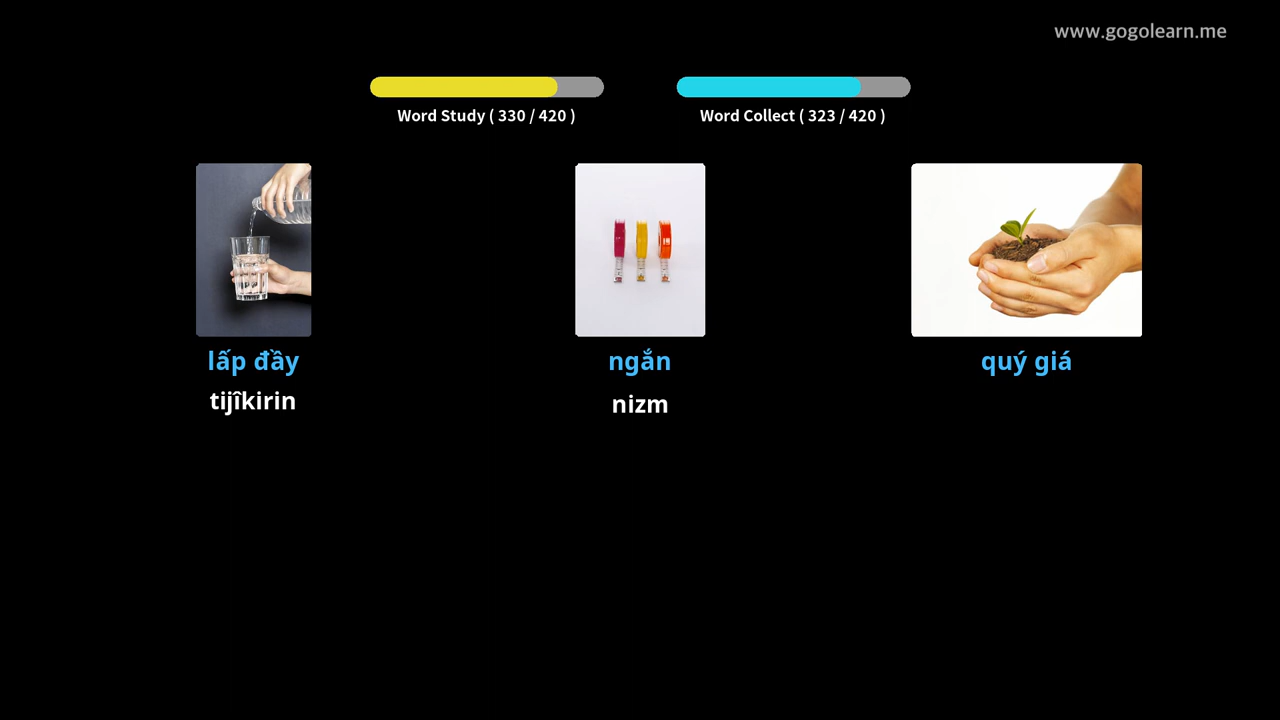 www.gogolearn.me
Word Study ( 330 / 420 )
Word Collect ( 323 / 420 )
lấp đầy
tijîkirin
ngắn
nizm
quý giá